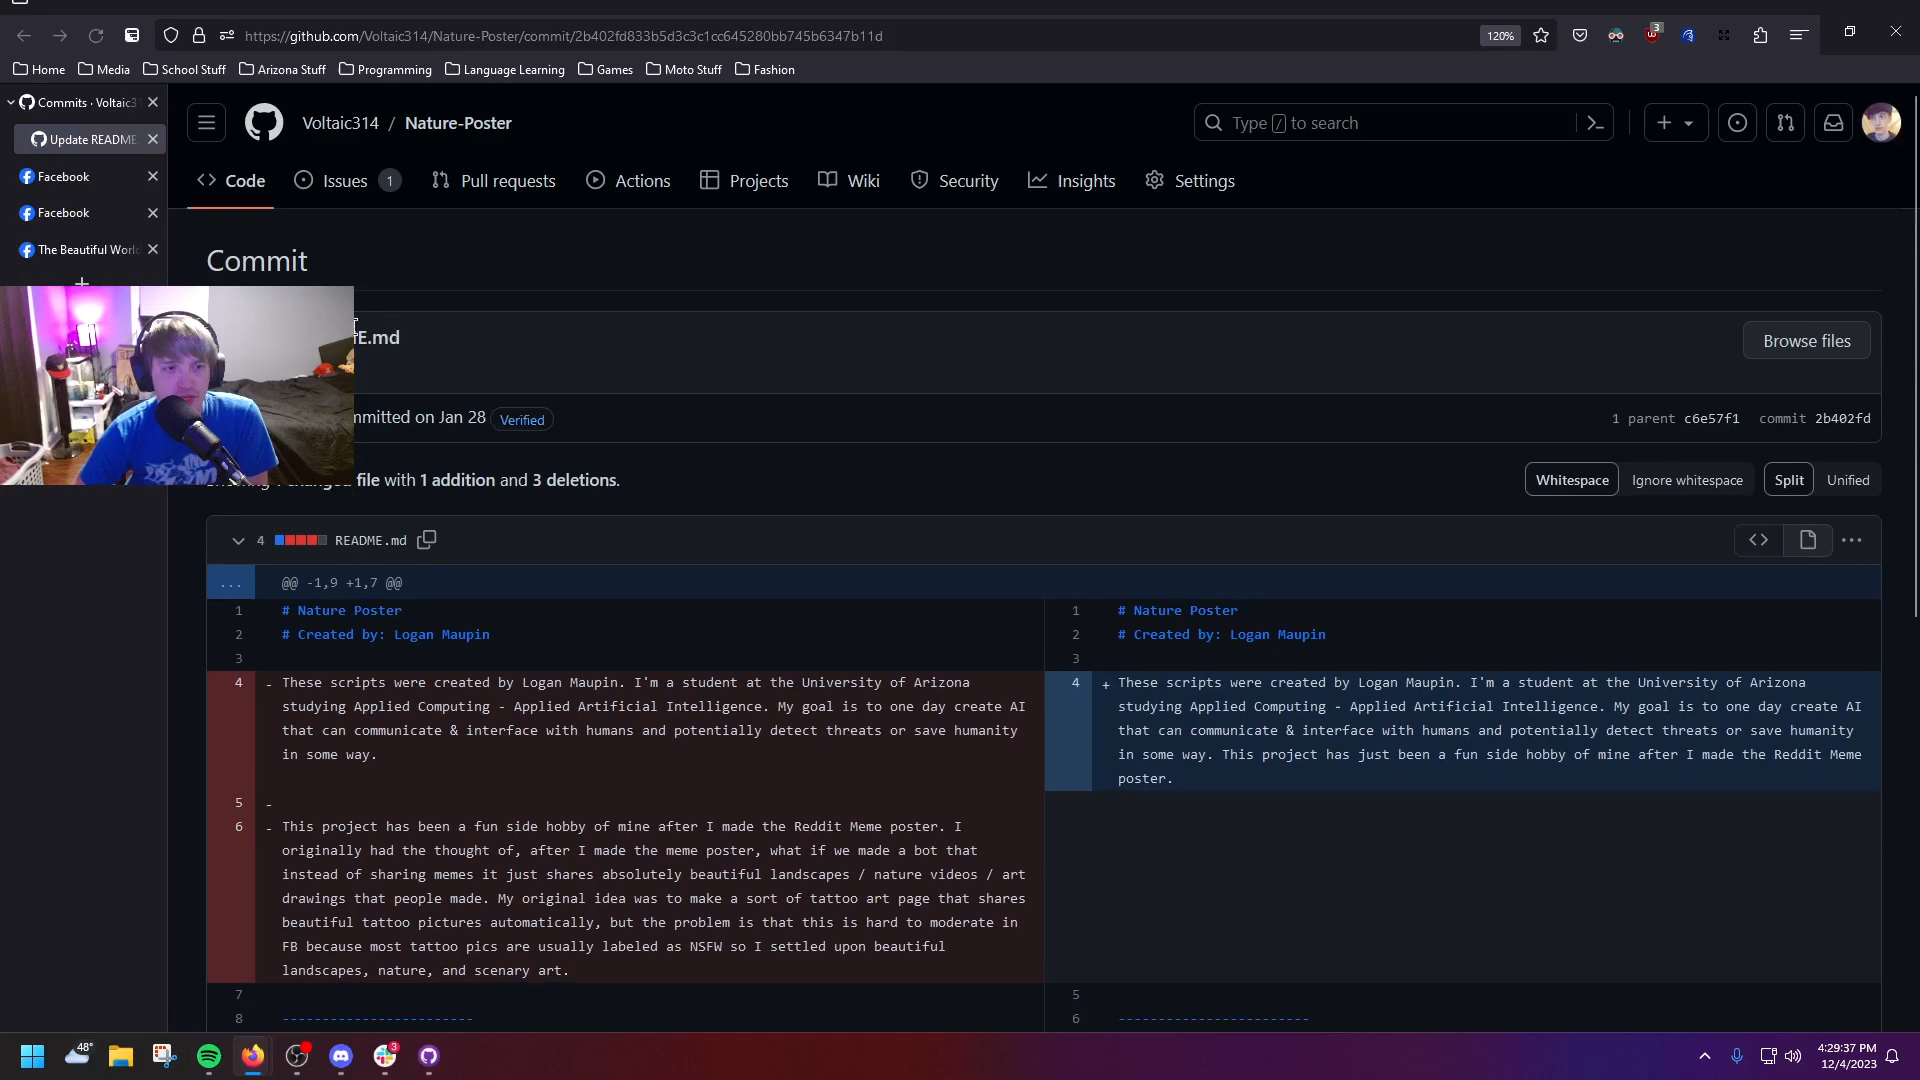 https://github.com/Voltaic314/Nature-Poster/commit/2b402fd833b5d3c3c1cc645280bb745b6347b11d
120%
3
Home
Media
School Stuff
Arizona Stuff
Programming
Language Learning
Games
Moto Stuff
Fashion
Commits · Voltaic3
Update README.
Facebook
Facebook
The Beautiful World
Voltaic314 / Nature-Poster
Type / to search
Code
Issues 1
Pull requests
Actions
Projects
Wiki
Security
Insights
Settings
Commit
E.md
Browse files
mmitted on Jan 28 Verified
1 parent c6e57f1 commit 2b402fd
file with 1 addition and 3 deletions.
Whitespace Ignore whitespace
Split Unified
4 README.md
... @@ -1,9 +1,7 @@
1 # Nature Poster
2 # Created by: Logan Maupin
3
4 - These scripts were created by Logan Maupin. I'm a student at the University of Arizona
studying Applied Computing - Applied Artificial Intelligence. My goal is to one day create AI
that can communicate & interface with humans and potentially detect threats or save humanity
in some way.
5 -
6 - This project has been a fun side hobby of mine after I made the Reddit Meme poster. I
originally had the thought of, after I made the meme poster, what if we made a bot that
instead of sharing memes it just shares absolutely beautiful landscapes / nature videos / art
drawings that people made. My original idea was to make a sort of tattoo art page that shares
beautiful tattoo pictures automatically, but the problem is that this is hard to moderate in
FB because most tattoo pics are usually labeled as NSFW so I settled upon beautiful
landscapes, nature, and scenary art.
7
8 ------------------------
1 # Nature Poster
2 # Created by: Logan Maupin
3
4 + These scripts were created by Logan Maupin. I'm a student at the University of Arizona
studying Applied Computing - Applied Artificial Intelligence. My goal is to one day create AI
that can communicate & interface with humans and potentially detect threats or save humanity
in some way. This project has just been a fun side hobby of mine after I made the Reddit Meme
poster.
5
6 ------------------------
48°
3
4:29:37 PM
12/4/2023